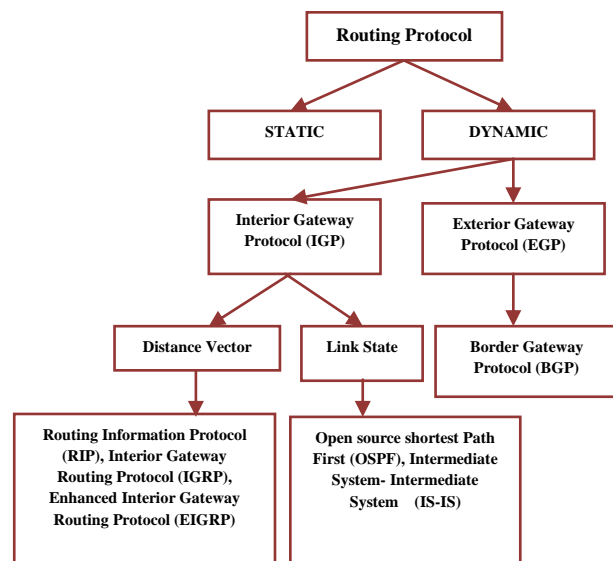 Routing Protocol
STATIC
DYNAMIC
Interior Gateway
Protocol (IGP)
Exterior Gateway
Protocol (EGP)
Distance Vector
Link State
Border Gateway
Protocol (BGP)
Routing Information Protocol
(RIP), Interior Gateway
Routing Protocol (IGRP),
Enhanced Interior Gateway
Routing Protocol (EIGRP)
Open source shortest Path
First (OSPF), Intermediate
System- Intermediate
System (IS-IS)